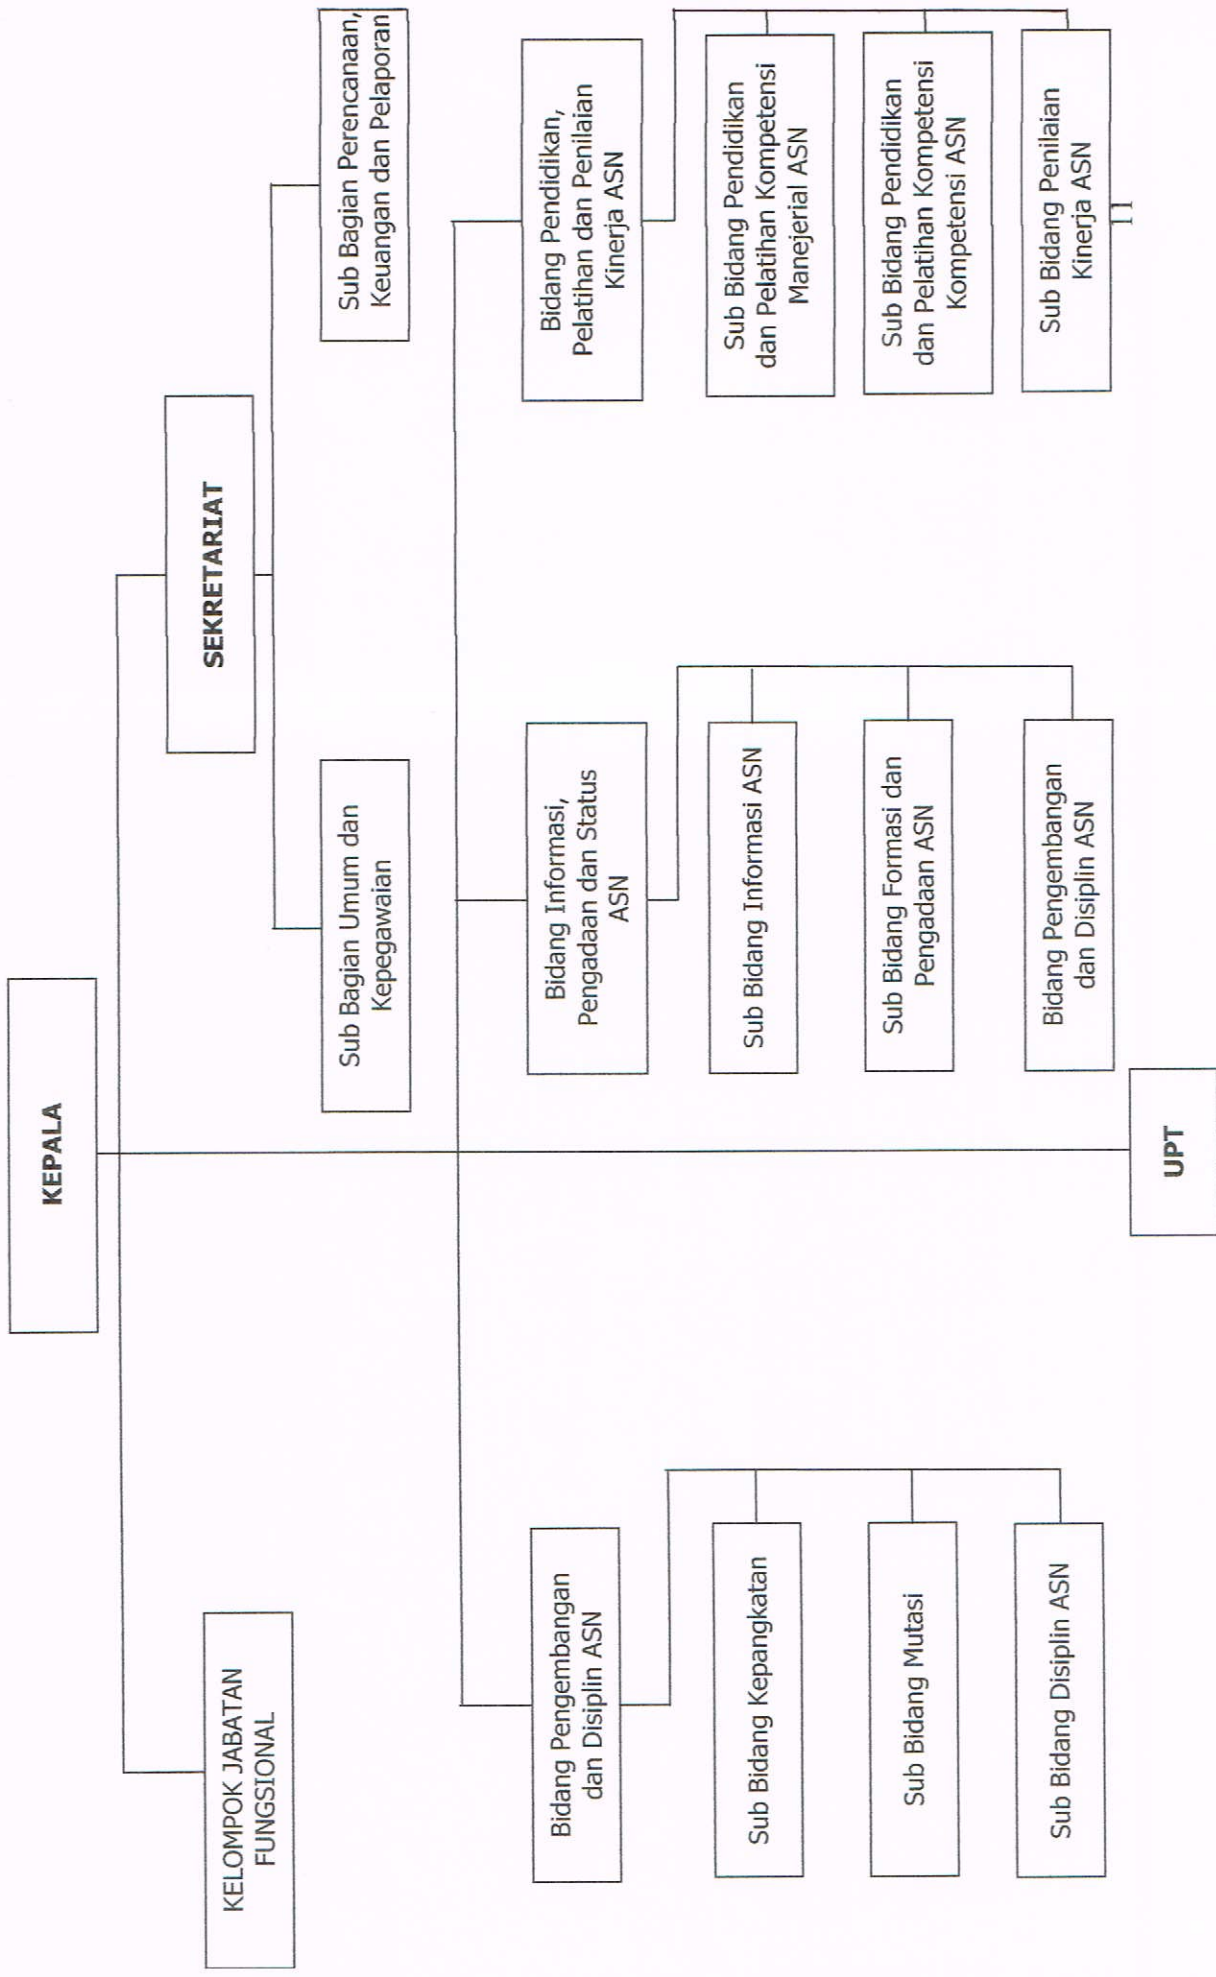 KEPALA
KELOMPOK JABATAN
FUNGSIONAL
SEKRETARIAT
Sub Bagian Umum dan
Kepegawaian
Sub Bagian Perencanaan,
Keuangan dan Pelaporan
Bidang Pengembangan
dan Disiplin ASN
Sub Bidang Kepangkatan
Sub Bidang Mutasi
Sub Bidang Disiplin ASN
Bidang Informasi,
Pengadaan dan Status
ASN
Sub Bidang Informasi ASN
Sub Bidang Formasi dan
Pengadaan ASN
Bidang Pengembangan
dan Disiplin ASN
Bidang Pendidikan,
Pelatihan dan Penilaian
Kinerja ASN
Sub Bidang Pendidikan
dan Pelatihan Kompetensi
Manejerial ASN
Sub Bidang Pendidikan
dan Pelatihan Kompetensi
Kompetensi ASN
Sub Bidang Penilaian
Kinerja ASN
UPT
11